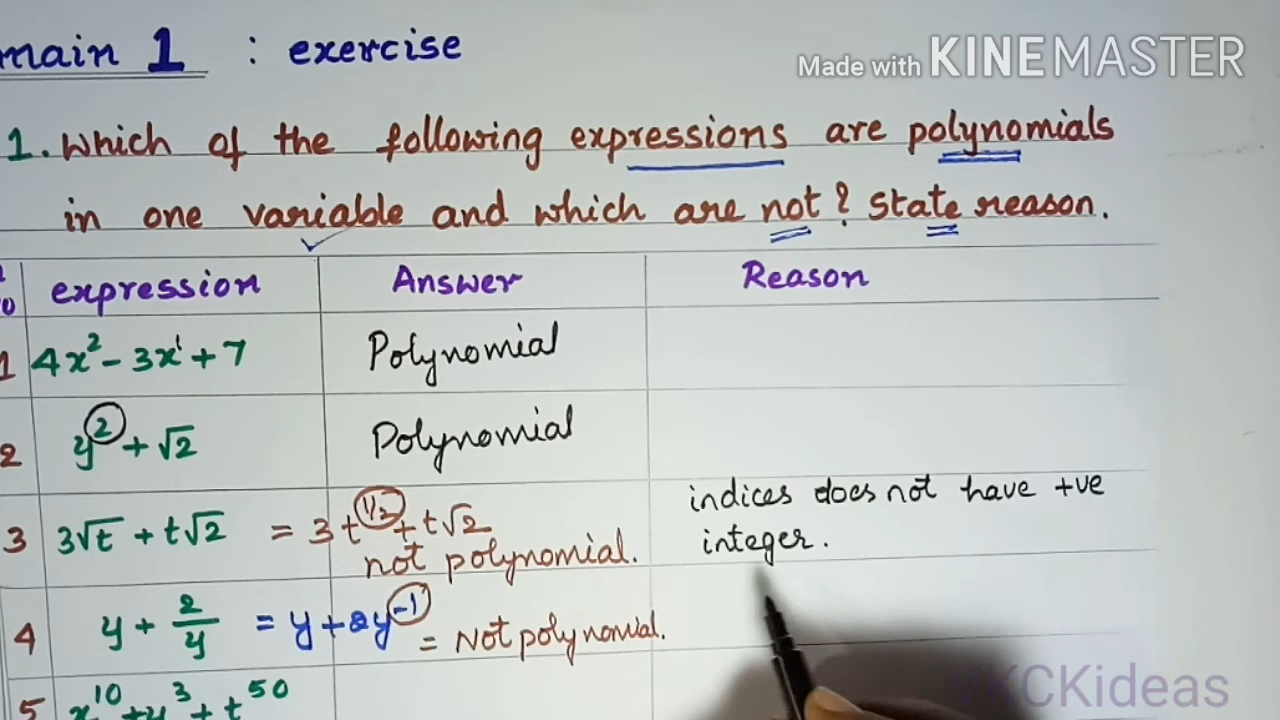 main 1 : exercise
Made with KINEMASTER
1. Which of the following expressions are polynomials
in one variable and which are not? State reason.
expression Answer Reason
1 4x² - 3x¹ + 7 Polynomial
2 y² + √2 Polynomial
3 3√t + t√2 = 3t^(1/2) + t√2 not polynomial. indices does not have +ve
integer.
4 y + 2/y = y + 2y⁻¹ = Not polynomial.
5 x¹⁰ + y³ + t⁵⁰
KCKideas